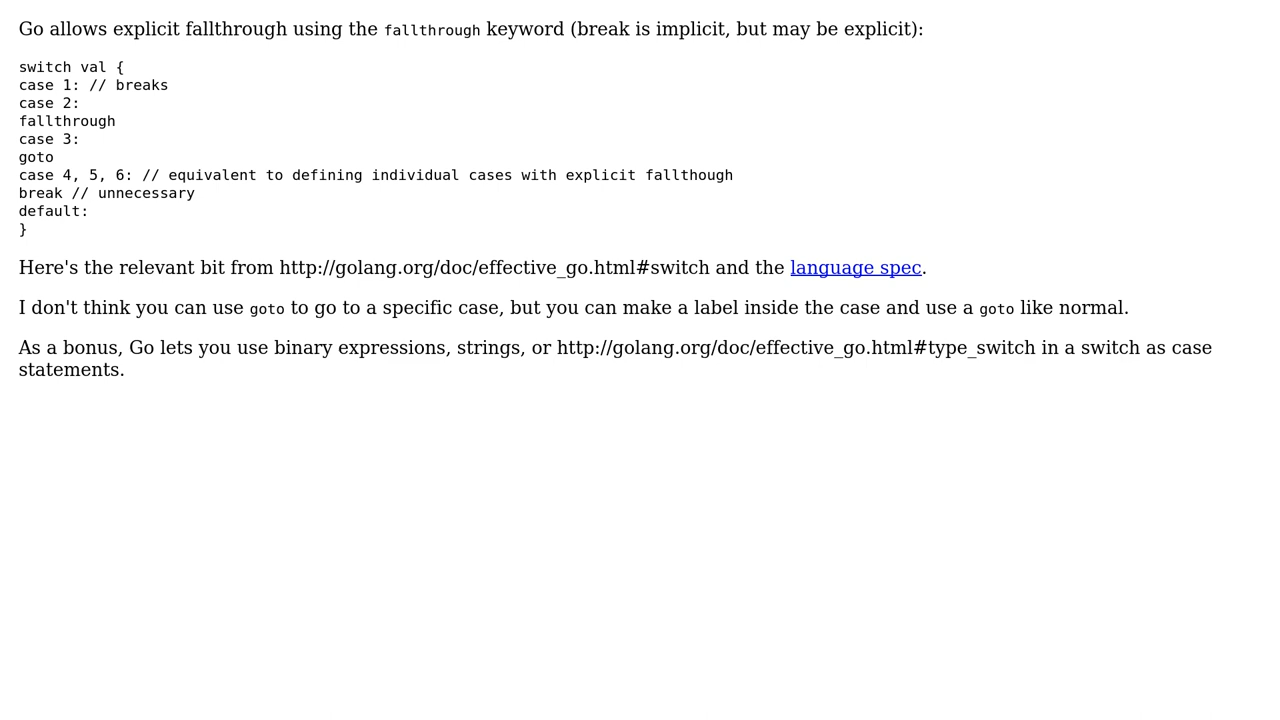 Go allows explicit fallthrough using the fallthrough keyword (break is implicit, but may be explicit):
switch val {
case 1: // breaks
case 2:
fallthrough
case 3:
goto
case 4, 5, 6: // equivalent to defining individual cases with explicit fallthough
break // unnecessary
default:
}
Here's the relevant bit from http://golang.org/doc/effective_go.html#switch and the language spec.
I don't think you can use goto to go to a specific case, but you can make a label inside the case and use a goto like normal.
As a bonus, Go lets you use binary expressions, strings, or http://golang.org/doc/effective_go.html#type_switch in a switch as case
statements.